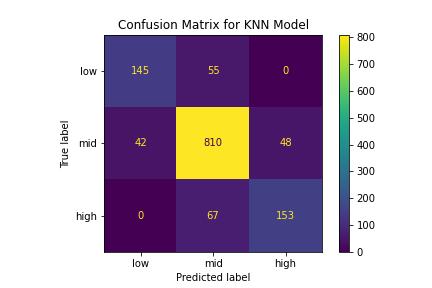 Confusion Matrix for KNN Model
True label
low 145 55 0
mid 42 810 48
high 0 67 153
low mid high
Predicted label
800
700
600
500
400
300
200
100
0